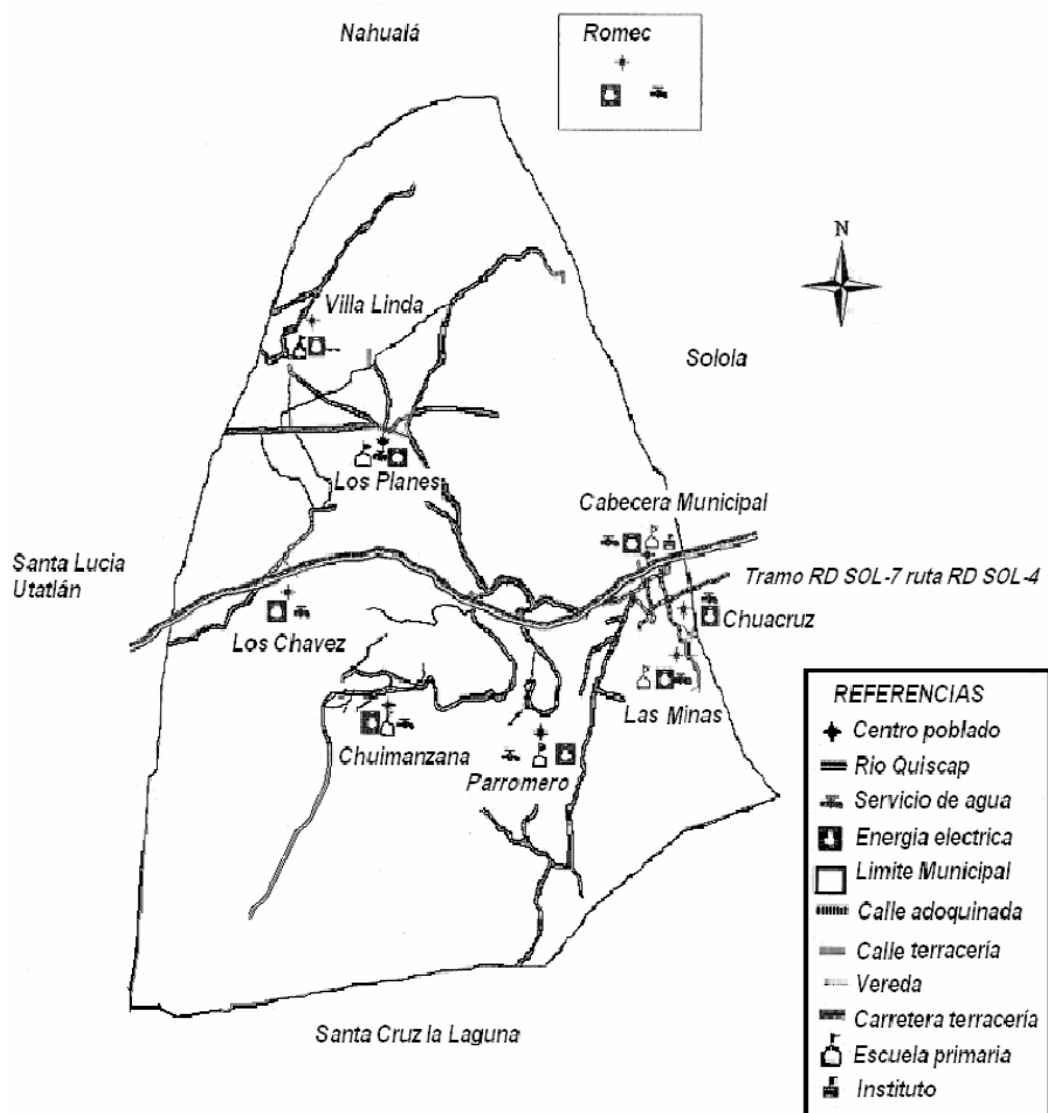 Nahualá
Romec
N
Villa Linda
Solola
Los Planes
Cabecera Municipal
Santa Lucia
Utatlán
Tramo RD SOL-7 ruta RD SOL-4
Chuacruz
Los Chavez
Las Minas
Chuimanzana
Parromero
Santa Cruz la Laguna
REFERENCIAS
Centro poblado
Rio Quiscap
Servicio de agua
Energia electrica
Limite Municipal
Calle adoquinada
Calle terracería
Vereda
Carretera terracería
Escuela primaria
Instituto